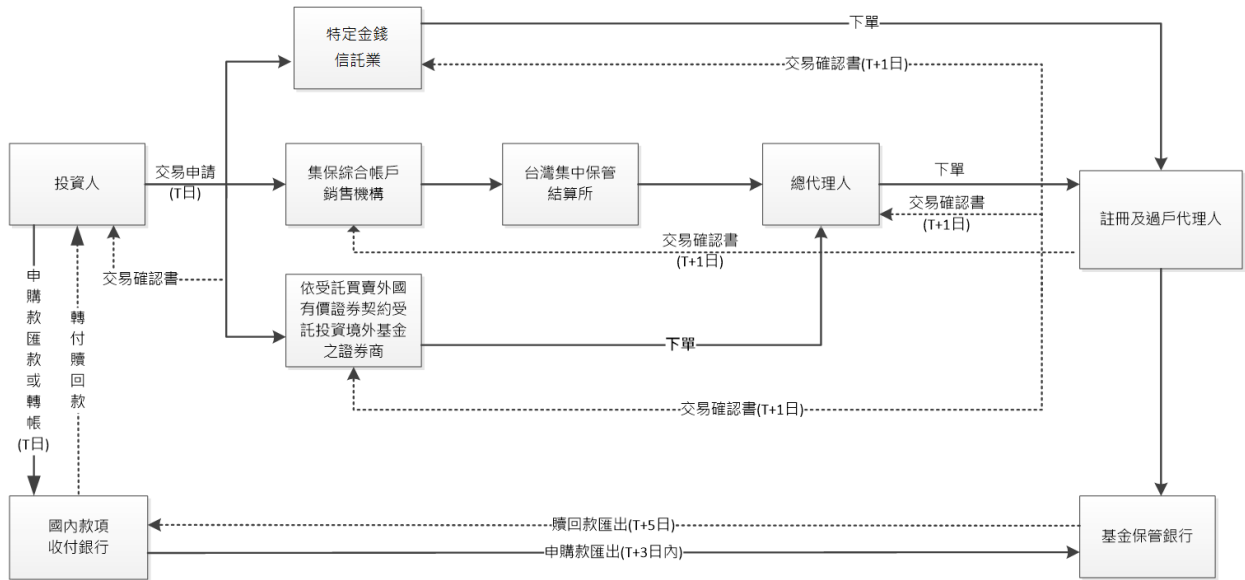 特定金錢
信託業
下單
交易確認書(T+1日)
投資人
交易申請
(T日)
集保綜合帳戶
銷售機構
台灣集中保管
結算所
總代理人
下單
交易確認書
(T+1日)
註冊及過戶代理人
交易確認書
(T+1日)
交易確認書
依受託買賣外國
有價證券契約受
託投資境外基金
之證券商
下單
交易確認書(T+1日)
申購款匯款或轉帳
(T日)
轉付贖回款
國內款項
收付銀行
贖回款匯出(T+5日)
申購款匯出(T+3日內)
基金保管銀行